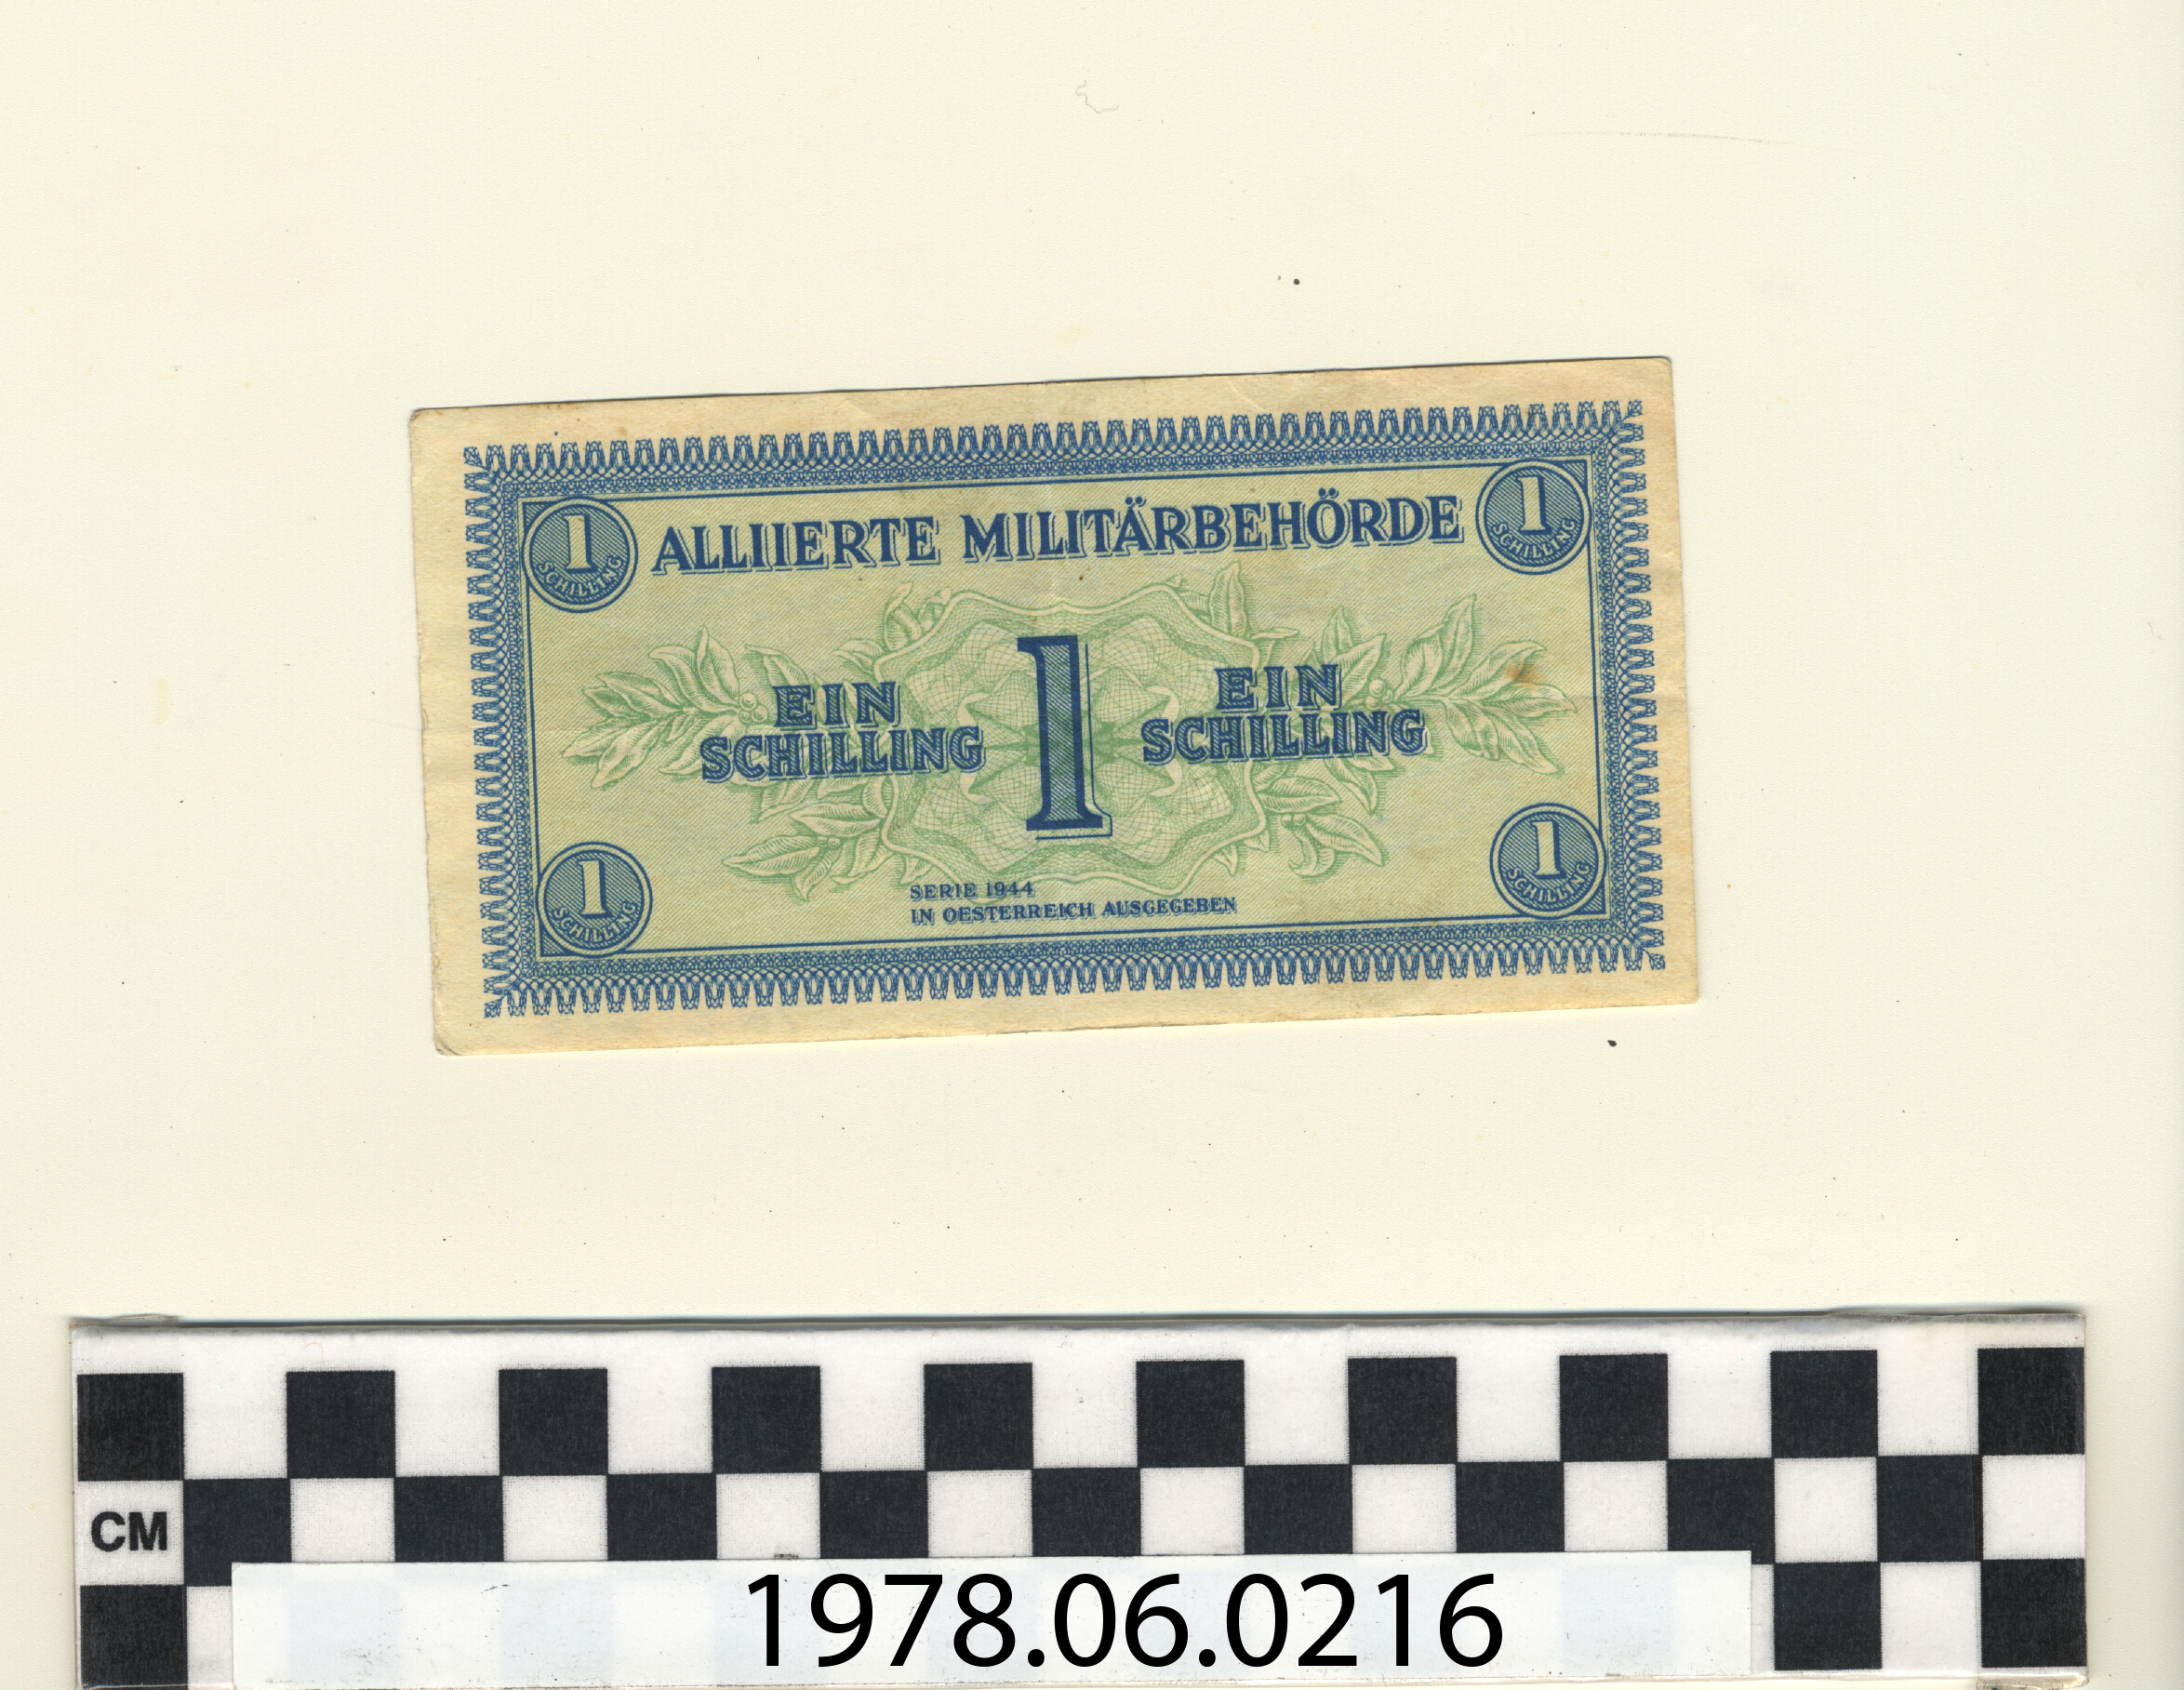 1 SCHILLING
ALLIIERTE MILITÄRBEHÖRDE
1 SCHILLING
EIN
SCHILLING
1
EIN
SCHILLING
1 SCHILLING
SERIE 1944
IN OESTERREICH AUSGEGEBEN
1 SCHILLING
CM
1978.06.0216